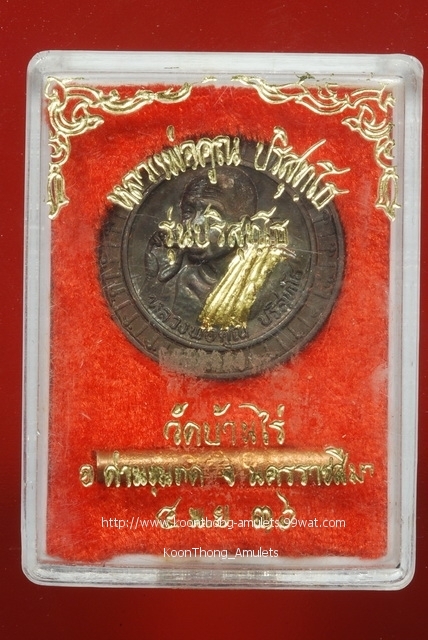 หลวงพ่อคูณ ปริสุทฺโธ
รุ่นปริสุทฺโธ
หลวงพ่อคูณ ปริสุทฺโธ
วัดบ้านไร่
อ ด่านขุนทด จ นครราชสีมา
http://www.koonthong-amulets.99wat.com
KoonThong_Amulets